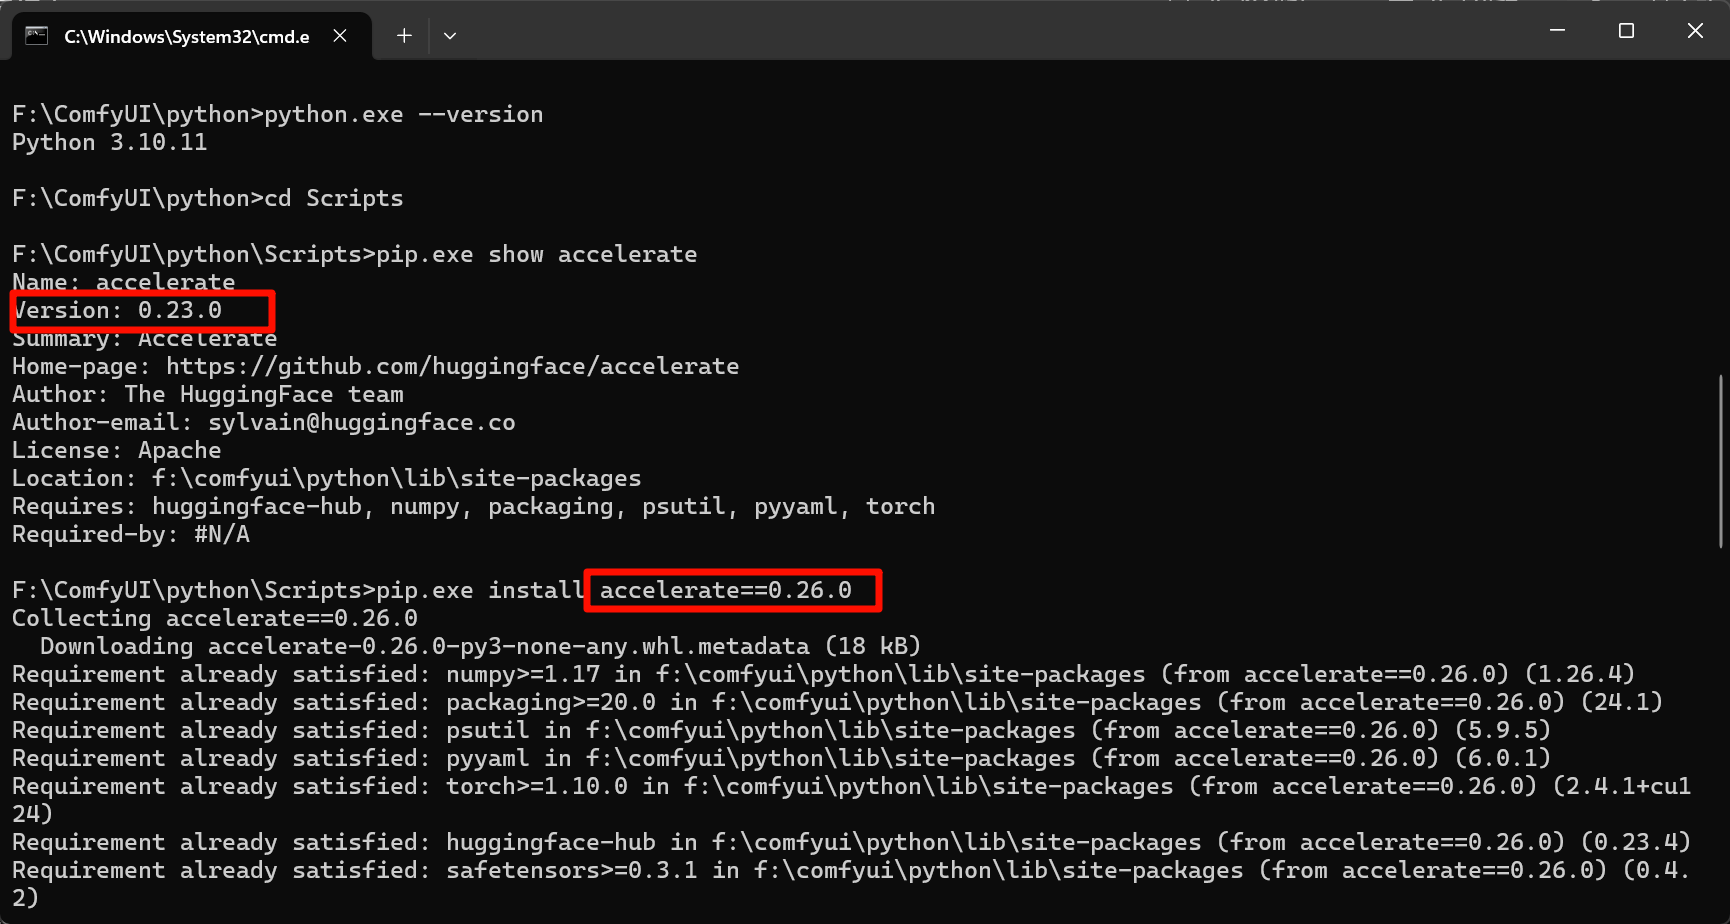 C:\Windows\System32\cmd.e
F:\ComfyUI\python>python.exe --version
Python 3.10.11
F:\ComfyUI\python>cd Scripts
F:\ComfyUI\python\Scripts>pip.exe show accelerate
Name: accelerate
Version: 0.23.0
Summary: Accelerate
Home-page: https://github.com/huggingface/accelerate
Author: The HuggingFace team
Author-email: sylvain@huggingface.co
License: Apache
Location: f:\comfyui\python\lib\site-packages
Requires: huggingface-hub, numpy, packaging, psutil, pyyaml, torch
Required-by: #N/A
F:\ComfyUI\python\Scripts>pip.exe install accelerate==0.26.0
Collecting accelerate==0.26.0
  Downloading accelerate-0.26.0-py3-none-any.whl.metadata (18 kB)
Requirement already satisfied: numpy>=1.17 in f:\comfyui\python\lib\site-packages (from accelerate==0.26.0) (1.26.4)
Requirement already satisfied: packaging>=20.0 in f:\comfyui\python\lib\site-packages (from accelerate==0.26.0) (24.1)
Requirement already satisfied: psutil in f:\comfyui\python\lib\site-packages (from accelerate==0.26.0) (5.9.5)
Requirement already satisfied: pyyaml in f:\comfyui\python\lib\site-packages (from accelerate==0.26.0) (6.0.1)
Requirement already satisfied: torch>=1.10.0 in f:\comfyui\python\lib\site-packages (from accelerate==0.26.0) (2.4.1+cu1
24)
Requirement already satisfied: huggingface-hub in f:\comfyui\python\lib\site-packages (from accelerate==0.26.0) (0.23.4)
Requirement already satisfied: safetensors>=0.3.1 in f:\comfyui\python\lib\site-packages (from accelerate==0.26.0) (0.4.
2)